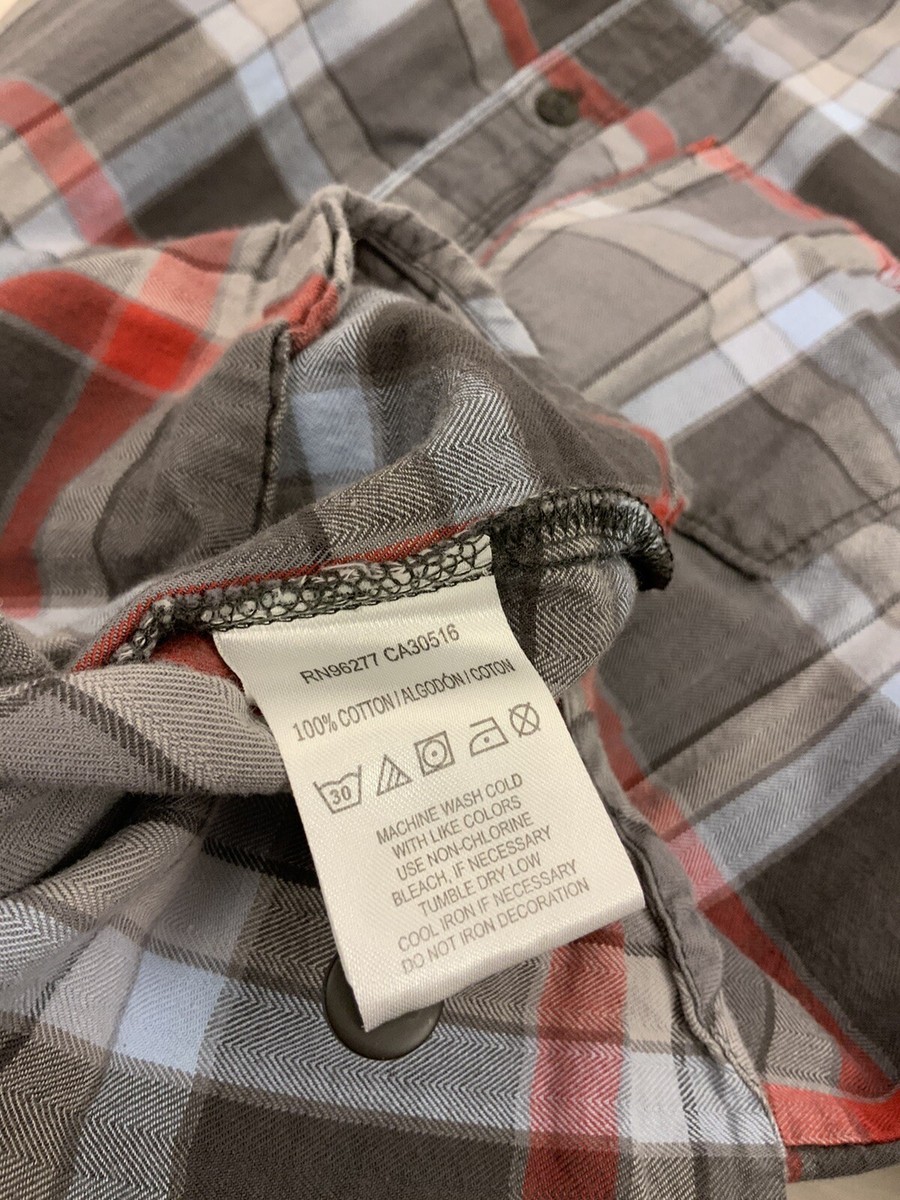 RN96277 CA30516
100% COTTON/ALGODÓN/COTON
30
MACHINE WASH COLD
WITH LIKE COLORS
USE NON-CHLORINE
BLEACH, IF NECESSARY
TUMBLE DRY LOW
COOL IRON IF NECESSARY
DO NOT IRON DECORATION